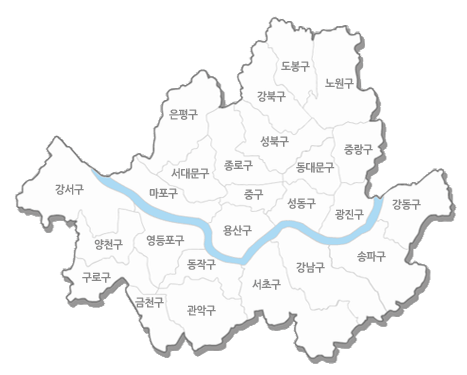 도봉구
노원구
강북구
은평구
성북구
중랑구
종로구
동대문구
서대문구
강서구
마포구
중구
성동구
광진구
강동구
용산구
양천구
영등포구
송파구
동작구
강남구
구로구
서초구
금천구
관악구